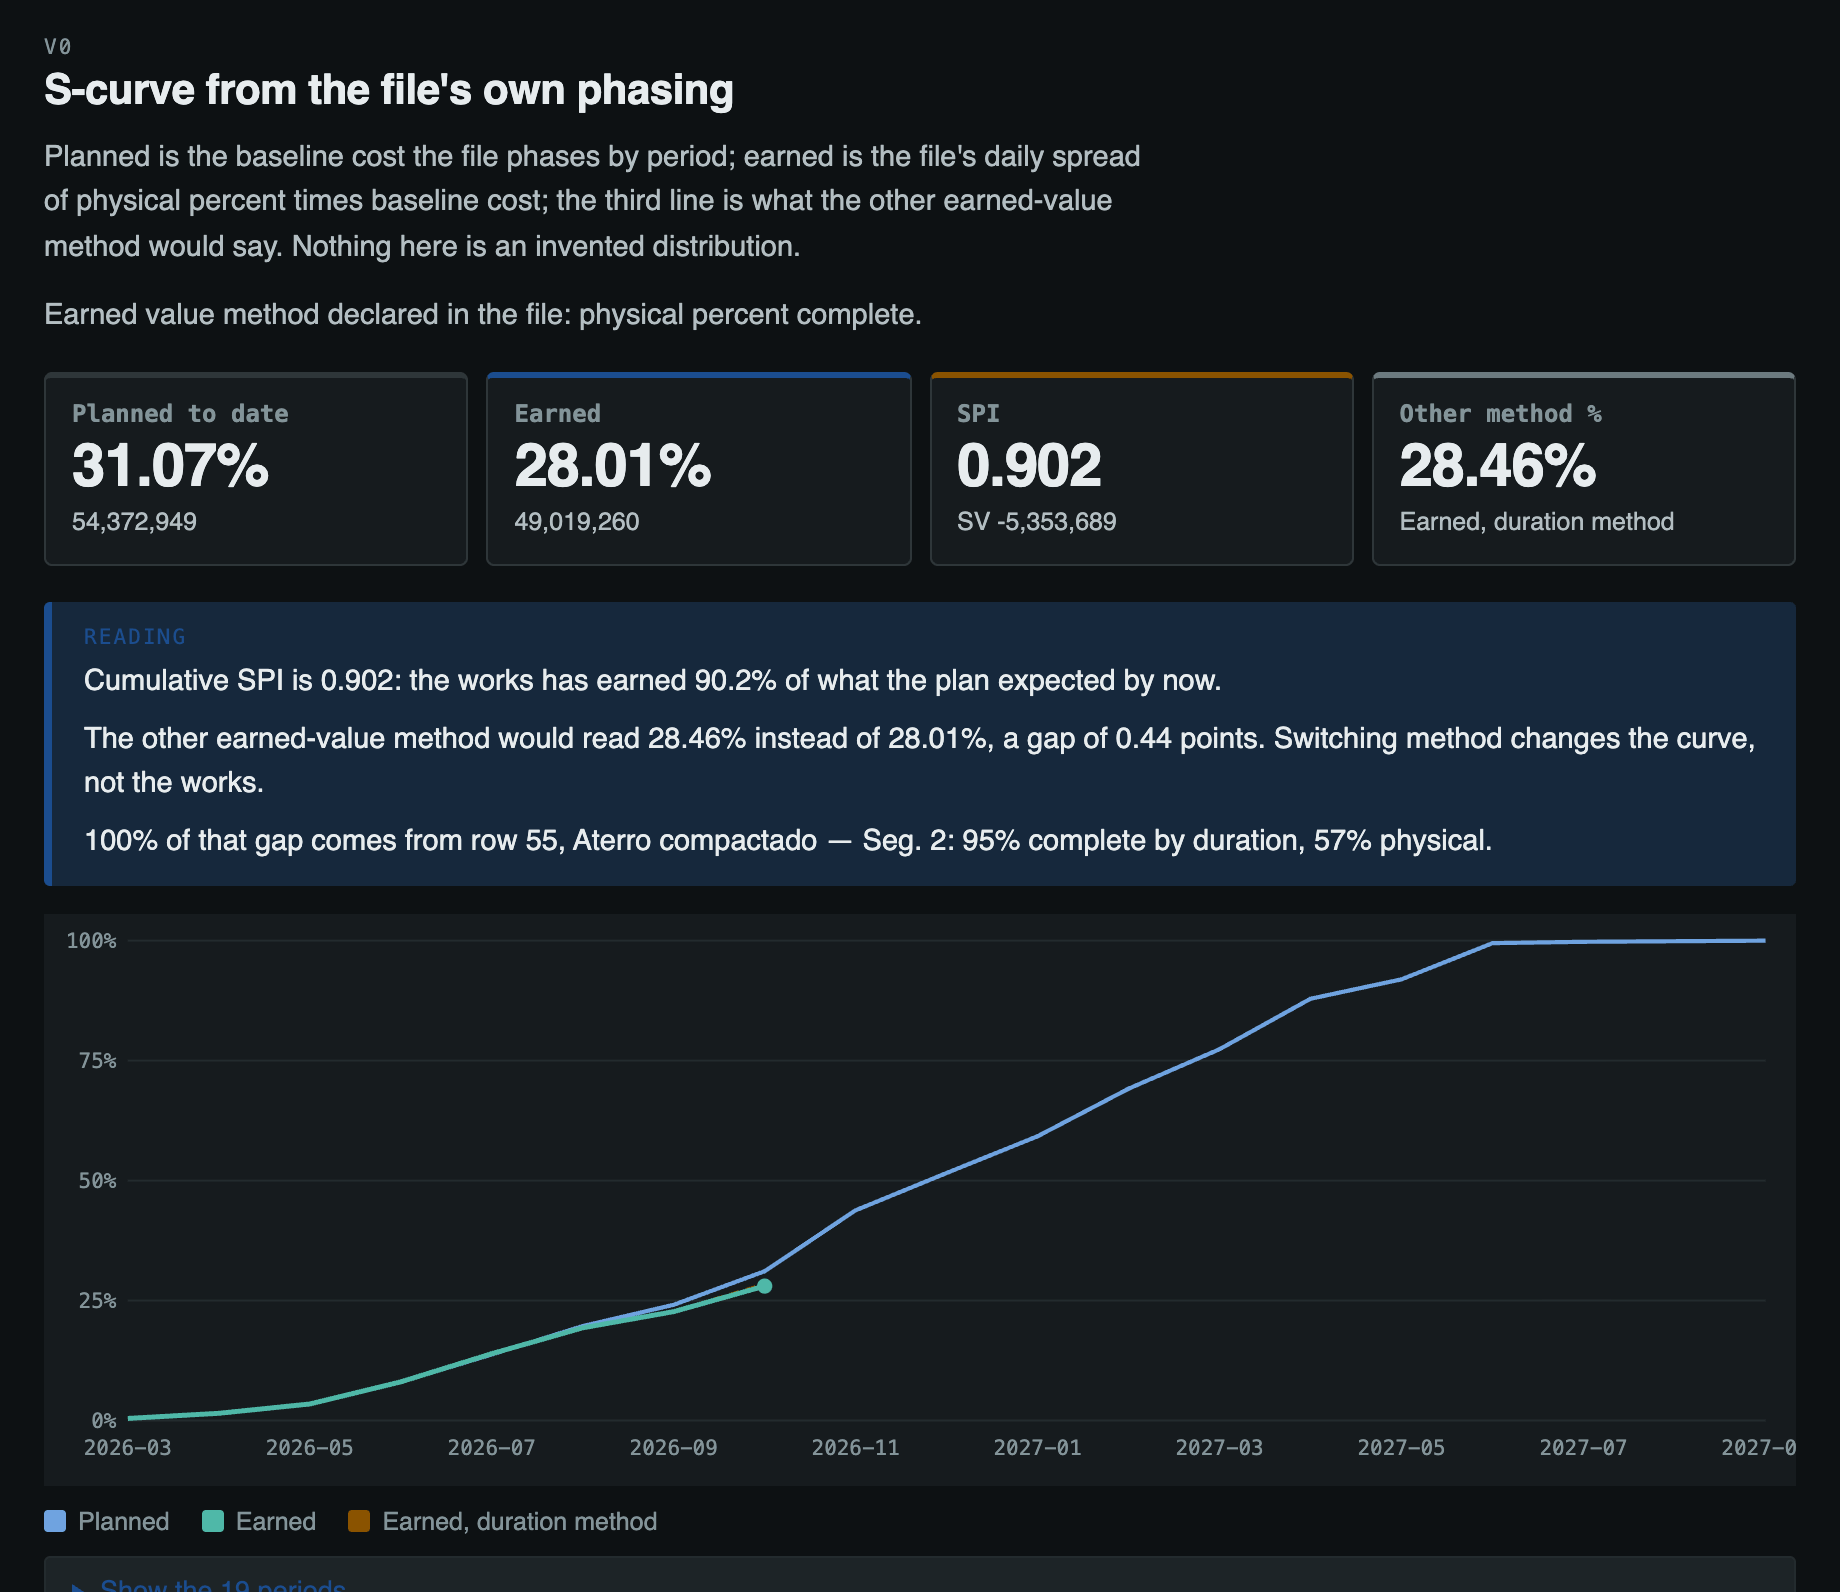 V0
S-curve from the file's own phasing
Planned is the baseline cost the file phases by period; earned is the file's daily spread
of physical percent times baseline cost; the third line is what the other earned-value
method would say. Nothing here is an invented distribution.
Earned value method declared in the file: physical percent complete.
Planned to date
31.07%
54,372,949
Earned
28.01%
49,019,260
SPI
0.902
SV -5,353,689
Other method %
28.46%
Earned, duration method
READING
Cumulative SPI is 0.902: the works has earned 90.2% of what the plan expected by now.
The other earned-value method would read 28.46% instead of 28.01%, a gap of 0.44 points. Switching method changes the curve,
not the works.
100% of that gap comes from row 55, Aterro compactado — Seg. 2: 95% complete by duration, 57% physical.
100%
75%
50%
25%
0%
2026-03 2026-05 2026-07 2026-09 2026-11 2027-01 2027-03 2027-05 2027-07 2027-0
Planned Earned Earned, duration method
Show the 19 periods